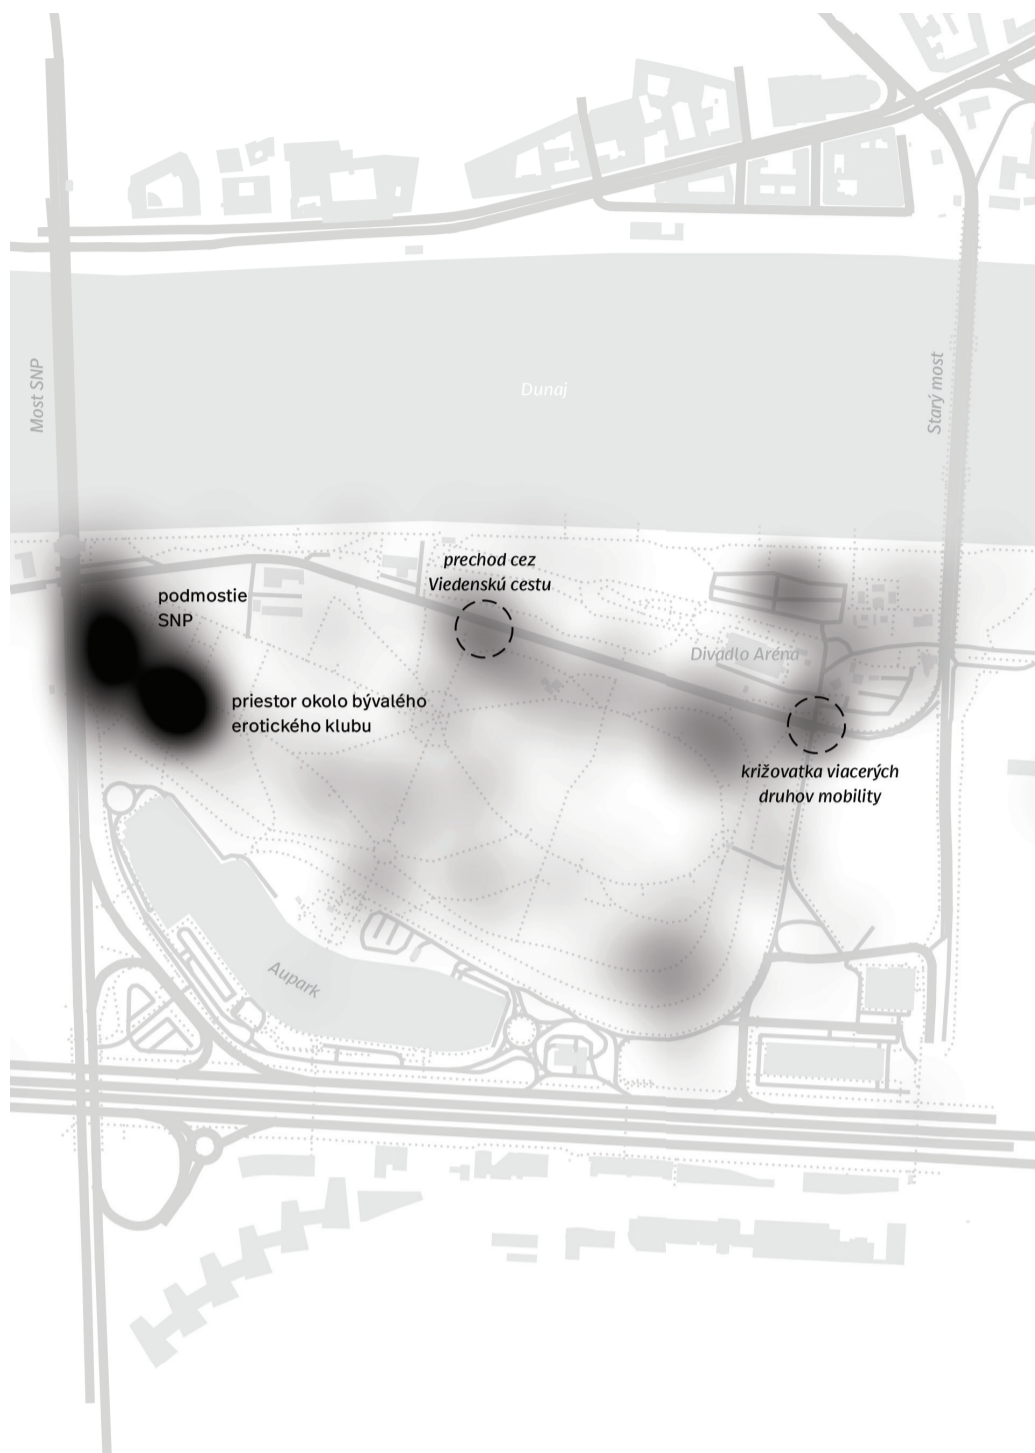 Most SNP
Dunaj
Starý most
prechod cez
Viedenskú cestu
podmostie
SNP
Divadlo Aréna
priestor okolo bývalého
erotického klubu
križovatka viacerých
druhov mobility
Aupark